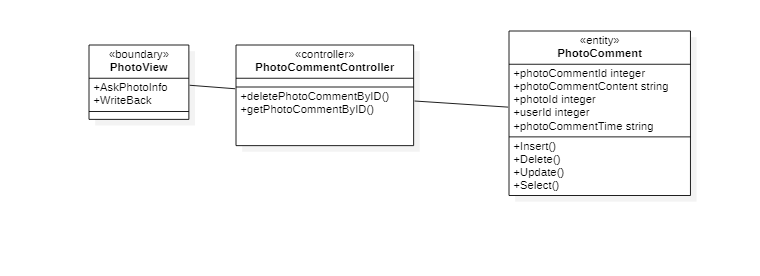 «boundary»
PhotoView
+AskPhotoInfo
+WriteBack
«controller»
PhotoCommentController
+deletePhotoCommentByID()
+getPhotoCommentByID()
«entity»
PhotoComment
+photoCommentId integer
+photoCommentContent string
+photoId integer
+userId integer
+photoCommentTime string
+Insert()
+Delete()
+Update()
+Select()